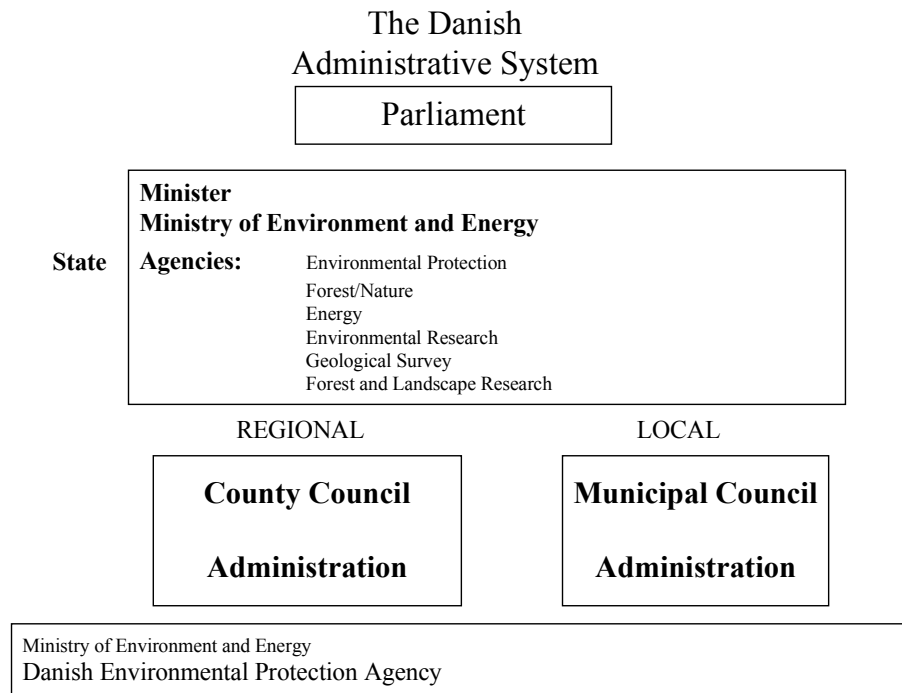 The Danish
Administrative System
Parliament
Minister
Ministry of Environment and Energy
State
Agencies: Environmental Protection
Forest/Nature
Energy
Environmental Research
Geological Survey
Forest and Landscape Research
REGIONAL LOCAL
County Council
Administration
Municipal Council
Administration
Ministry of Environment and Energy
Danish Environmental Protection Agency